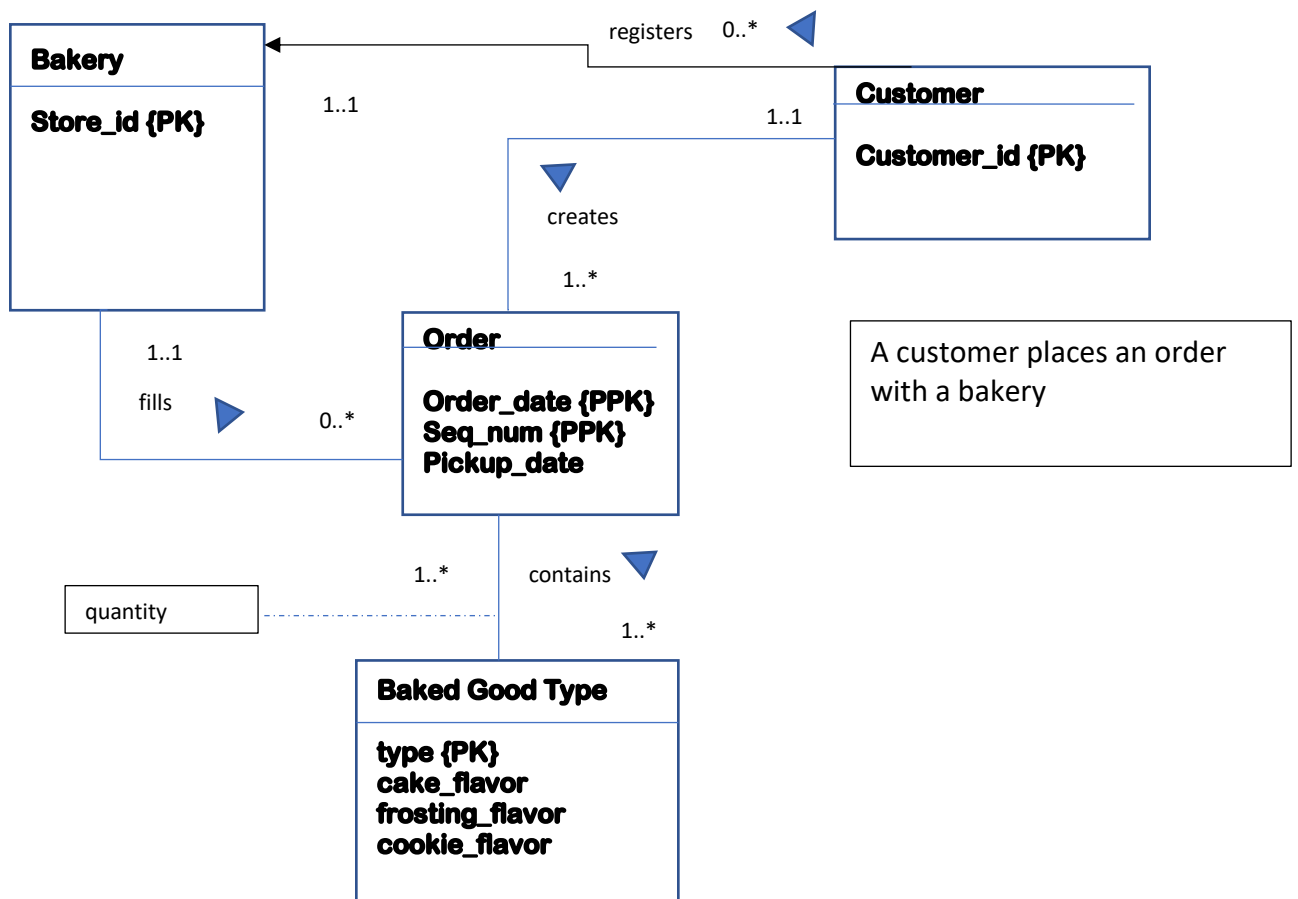 registers 0..*
Bakery
Store_id {PK}
1..1
1..1
Customer
Customer_id {PK}
creates
1..*
1..1
fills
0..*
Order
Order_date {PPK}
Seq_num {PPK}
Pickup_date
A customer places an order
with a bakery
1..* contains
quantity
1..*
Baked Good Type
type {PK}
cake_flavor
frosting_flavor
cookie_flavor